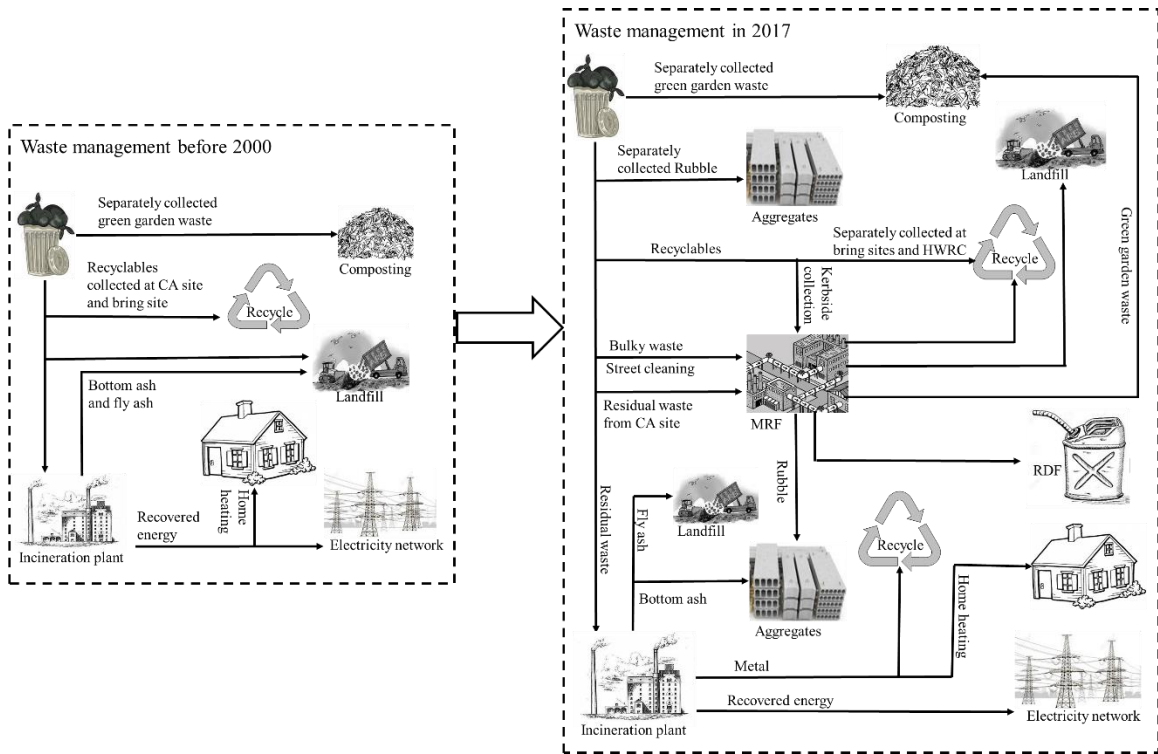 Waste management before 2000
Separately collected
green garden waste
Composting
Recyclables
collected at CA site
and bring site
Recycle
Bottom ash
and fly ash
Landfill
Home
heating
Recovered
energy
Incineration plant
Electricity network
Waste management in 2017
Separately collected
green garden waste
Composting
Landfill
Separately
collected Rubble
Aggregates
Green garden waste
Recyclables
Separately collected at
bring sites and HWRC
Recycle
Kerbside
collection
Bulky waste
Street cleaning
Residual waste
from CA site
MRF
RDF
Rubble
Residual waste
Fly ash
Landfill
Recycle
Bottom ash
Aggregates
Home heating
Metal
Recovered energy
Incineration plant
Electricity network